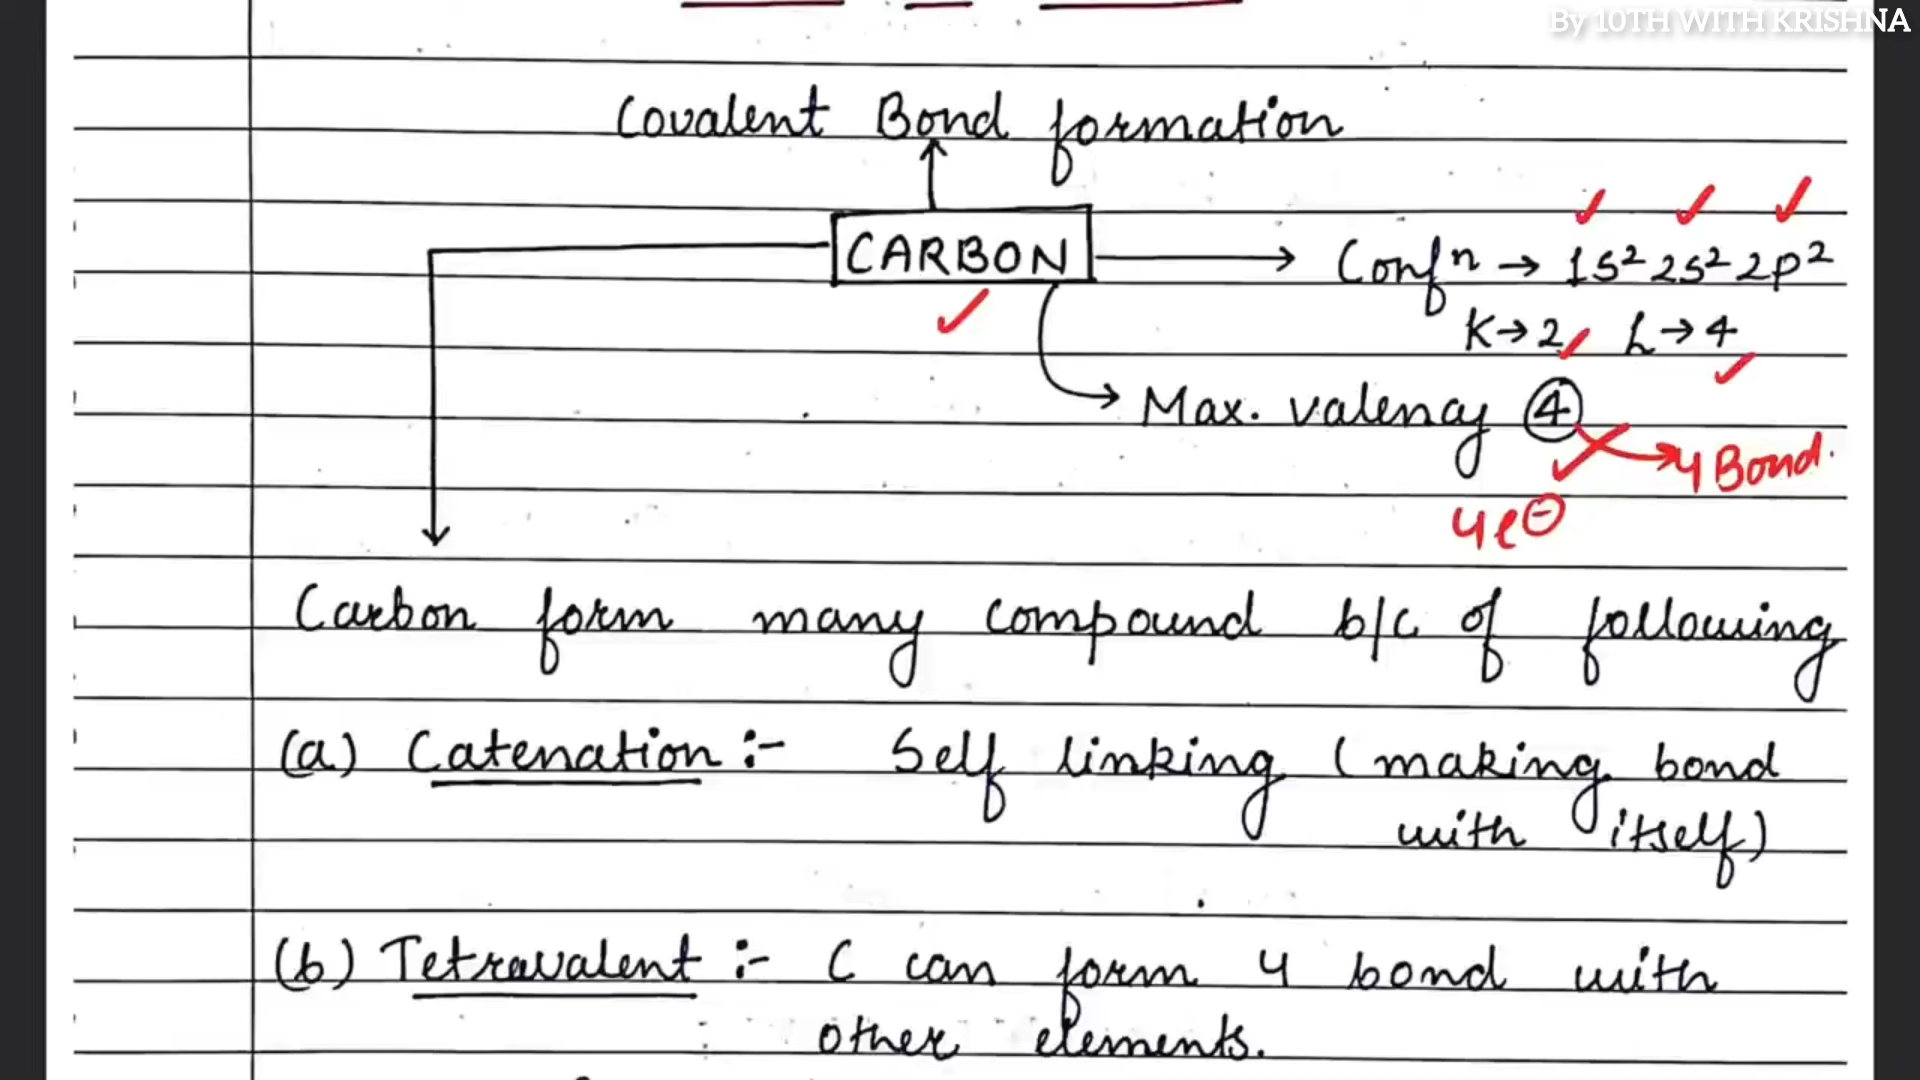 By 10TH WITH KRISHNA
Covalent Bond formation
CARBON
Confn → 1s² 2s² 2p²
K→2 L→4
Max. valency 4
4 Bond.
4e⊖
Carbon form many compound b/c of following
(a) Catenation :- Self linking (making bond
with itself)
(b) Tetravalent :- C can form 4 bond with
other elements.